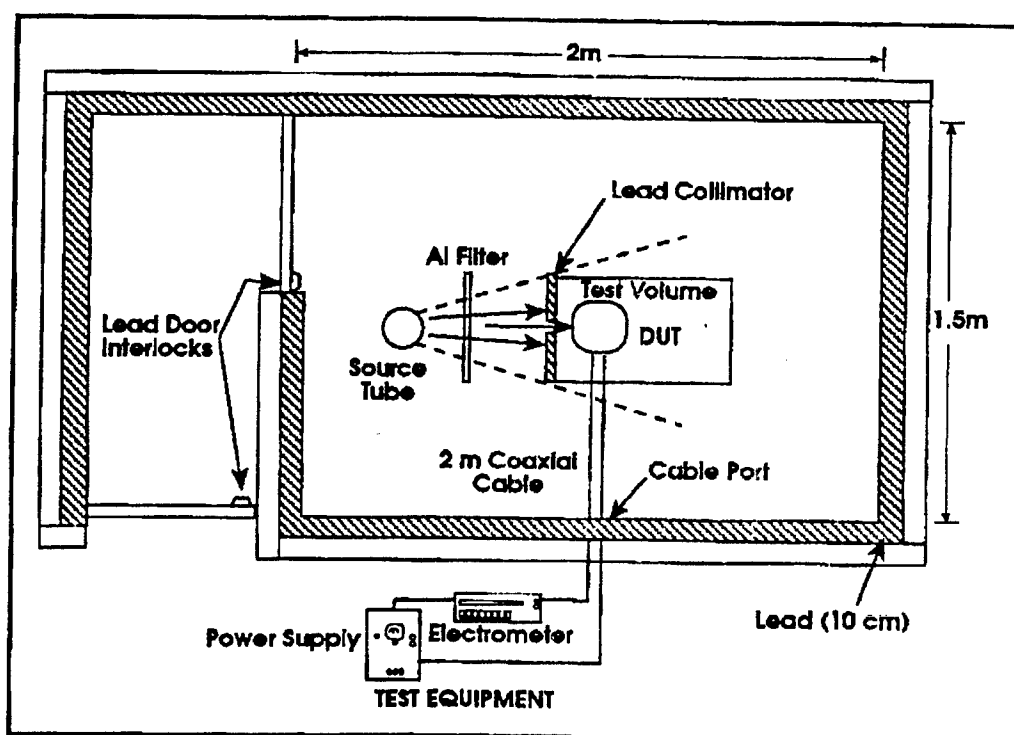 2m
Lead Collimator
Al Filter
Test Volume
DUT
1.5m
Lead Door
Interlocks
Source
Tube
2 m Coaxial
Cable
Cable Port
Lead (10 cm)
Power Supply
Electrometer
TEST EQUIPMENT